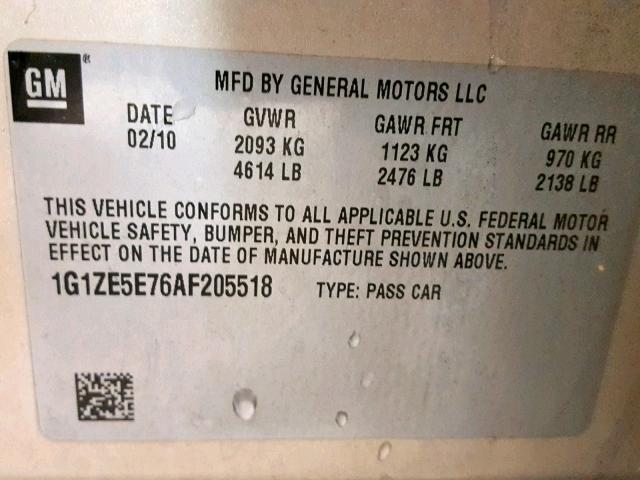 GM®
MFD BY GENERAL MOTORS LLC
DATE GVWR GAWR FRT GAWR RR
02/10 2093 KG 1123 KG 970 KG
4614 LB 2476 LB 2138 LB
THIS VEHICLE CONFORMS TO ALL APPLICABLE U.S. FEDERAL MOTOR
VEHICLE SAFETY, BUMPER, AND THEFT PREVENTION STANDARDS IN
EFFECT ON THE DATE OF MANUFACTURE SHOWN ABOVE.
1G1ZE5E76AF205518 TYPE: PASS CAR